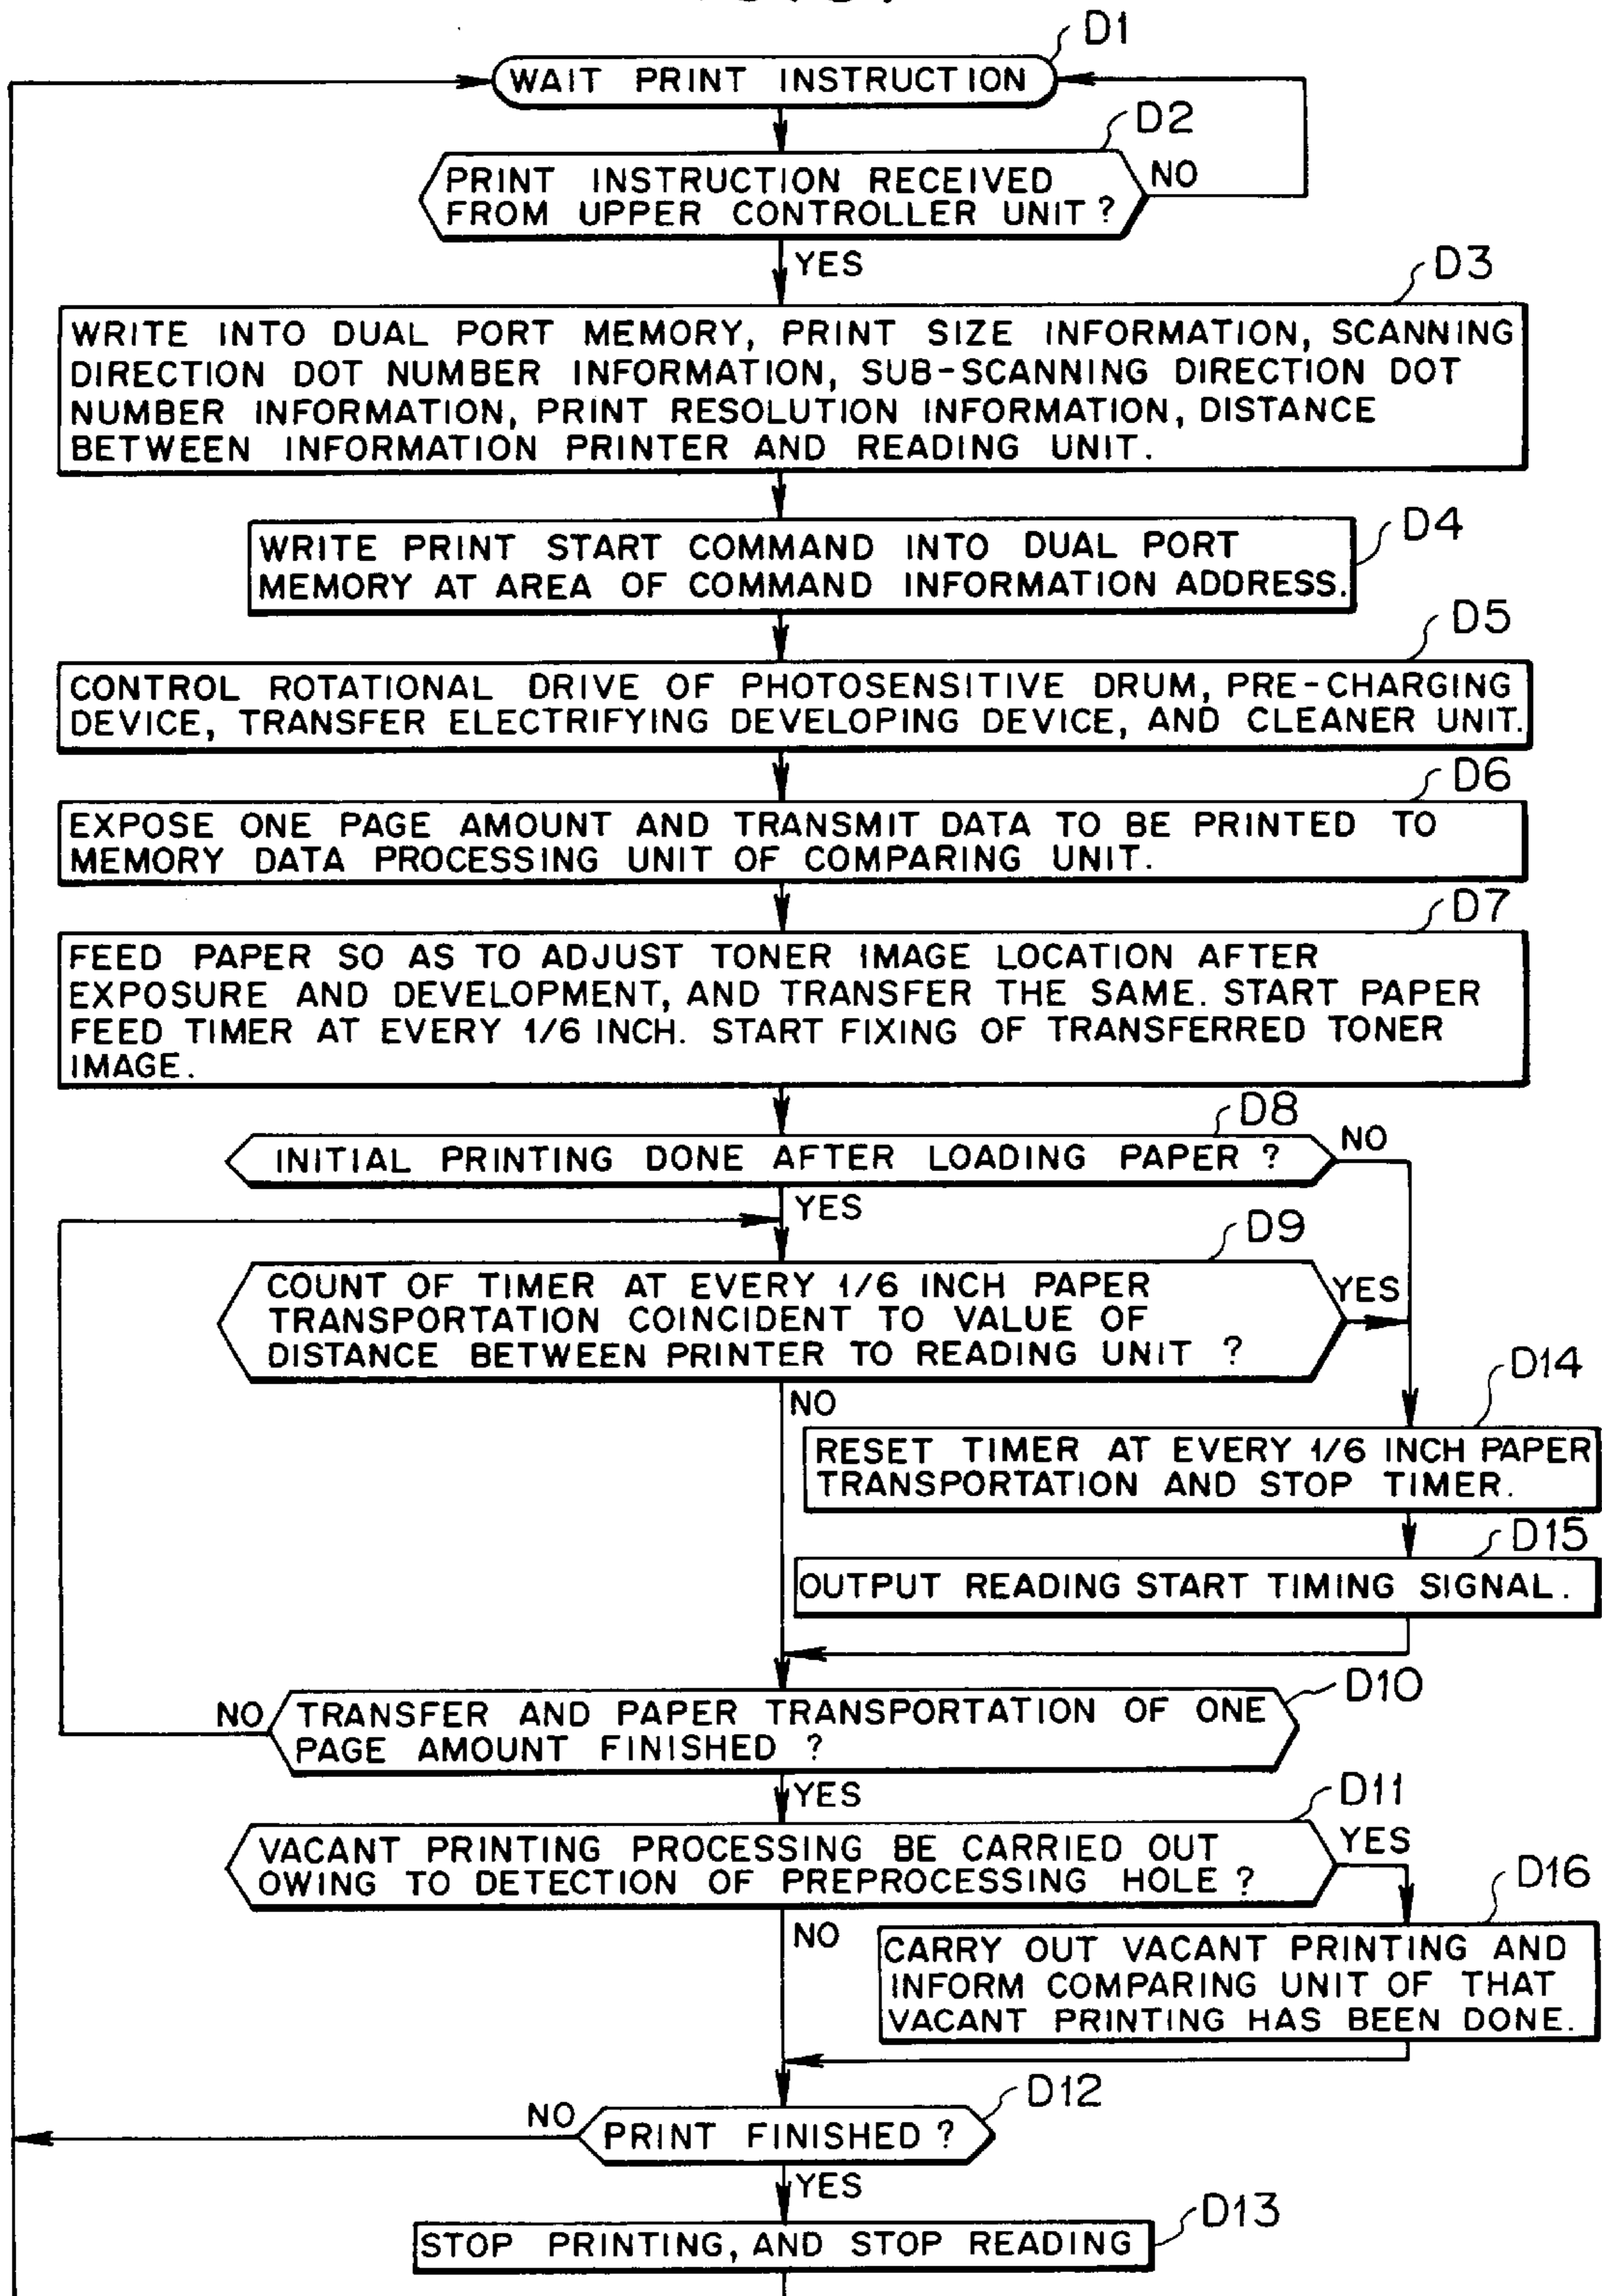 D1
WAIT PRINT INSTRUCTION
D2
PRINT INSTRUCTION RECEIVED
FROM UPPER CONTROLLER UNIT?
NO
YES
D3
WRITE INTO DUAL PORT MEMORY, PRINT SIZE INFORMATION, SCANNING
DIRECTION DOT NUMBER INFORMATION, SUB-SCANNING DIRECTION DOT
NUMBER INFORMATION, PRINT RESOLUTION INFORMATION, DISTANCE
BETWEEN INFORMATION PRINTER AND READING UNIT.
D4
WRITE PRINT START COMMAND INTO DUAL PORT
MEMORY AT AREA OF COMMAND INFORMATION ADDRESS.
D5
CONTROL ROTATIONAL DRIVE OF PHOTOSENSITIVE DRUM, PRE-CHARGING
DEVICE, TRANSFER ELECTRIFYING DEVELOPING DEVICE, AND CLEANER UNIT.
D6
EXPOSE ONE PAGE AMOUNT AND TRANSMIT DATA TO BE PRINTED TO
MEMORY DATA PROCESSING UNIT OF COMPARING UNIT.
D7
FEED PAPER SO AS TO ADJUST TONER IMAGE LOCATION AFTER
EXPOSURE AND DEVELOPMENT, AND TRANSFER THE SAME. START PAPER
FEED TIMER AT EVERY 1/6 INCH. START FIXING OF TRANSFERRED TONER
IMAGE.
D8
INITIAL PRINTING DONE AFTER LOADING PAPER ?
NO
YES
D9
COUNT OF TIMER AT EVERY 1/6 INCH PAPER
TRANSPORTATION COINCIDENT TO VALUE OF
DISTANCE BETWEEN PRINTER TO READING UNIT ?
YES
NO
D14
RESET TIMER AT EVERY 1/6 INCH PAPER
TRANSPORTATION AND STOP TIMER.
D15
OUTPUT READING START TIMING SIGNAL.
D10
NO
TRANSFER AND PAPER TRANSPORTATION OF ONE
PAGE AMOUNT FINISHED ?
YES
D11
VACANT PRINTING PROCESSING BE CARRIED OUT
OWING TO DETECTION OF PREPROCESSING HOLE ?
YES
NO
D16
CARRY OUT VACANT PRINTING AND
INFORM COMPARING UNIT OF THAT
VACANT PRINTING HAS BEEN DONE.
D12
NO
PRINT FINISHED ?
YES
D13
STOP PRINTING, AND STOP READING